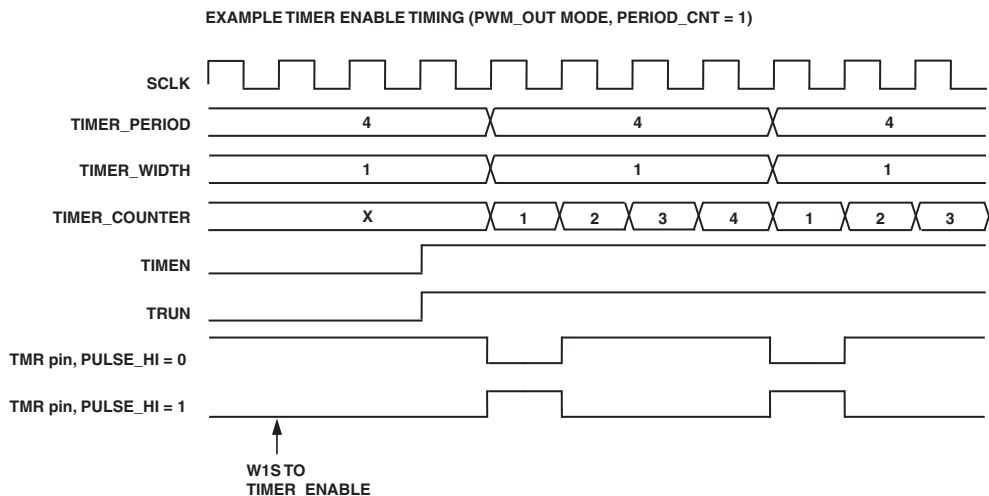 EXAMPLE TIMER ENABLE TIMING (PWM_OUT MODE, PERIOD_CNT = 1)
SCLK
TIMER_PERIOD 4 4 4
TIMER_WIDTH 1 1 1
TIMER_COUNTER X 1 2 3 4 1 2 3
TIMEN
TRUN
TMR pin, PULSE_HI = 0
TMR pin, PULSE_HI = 1
W1S TO
TIMER_ENABLE